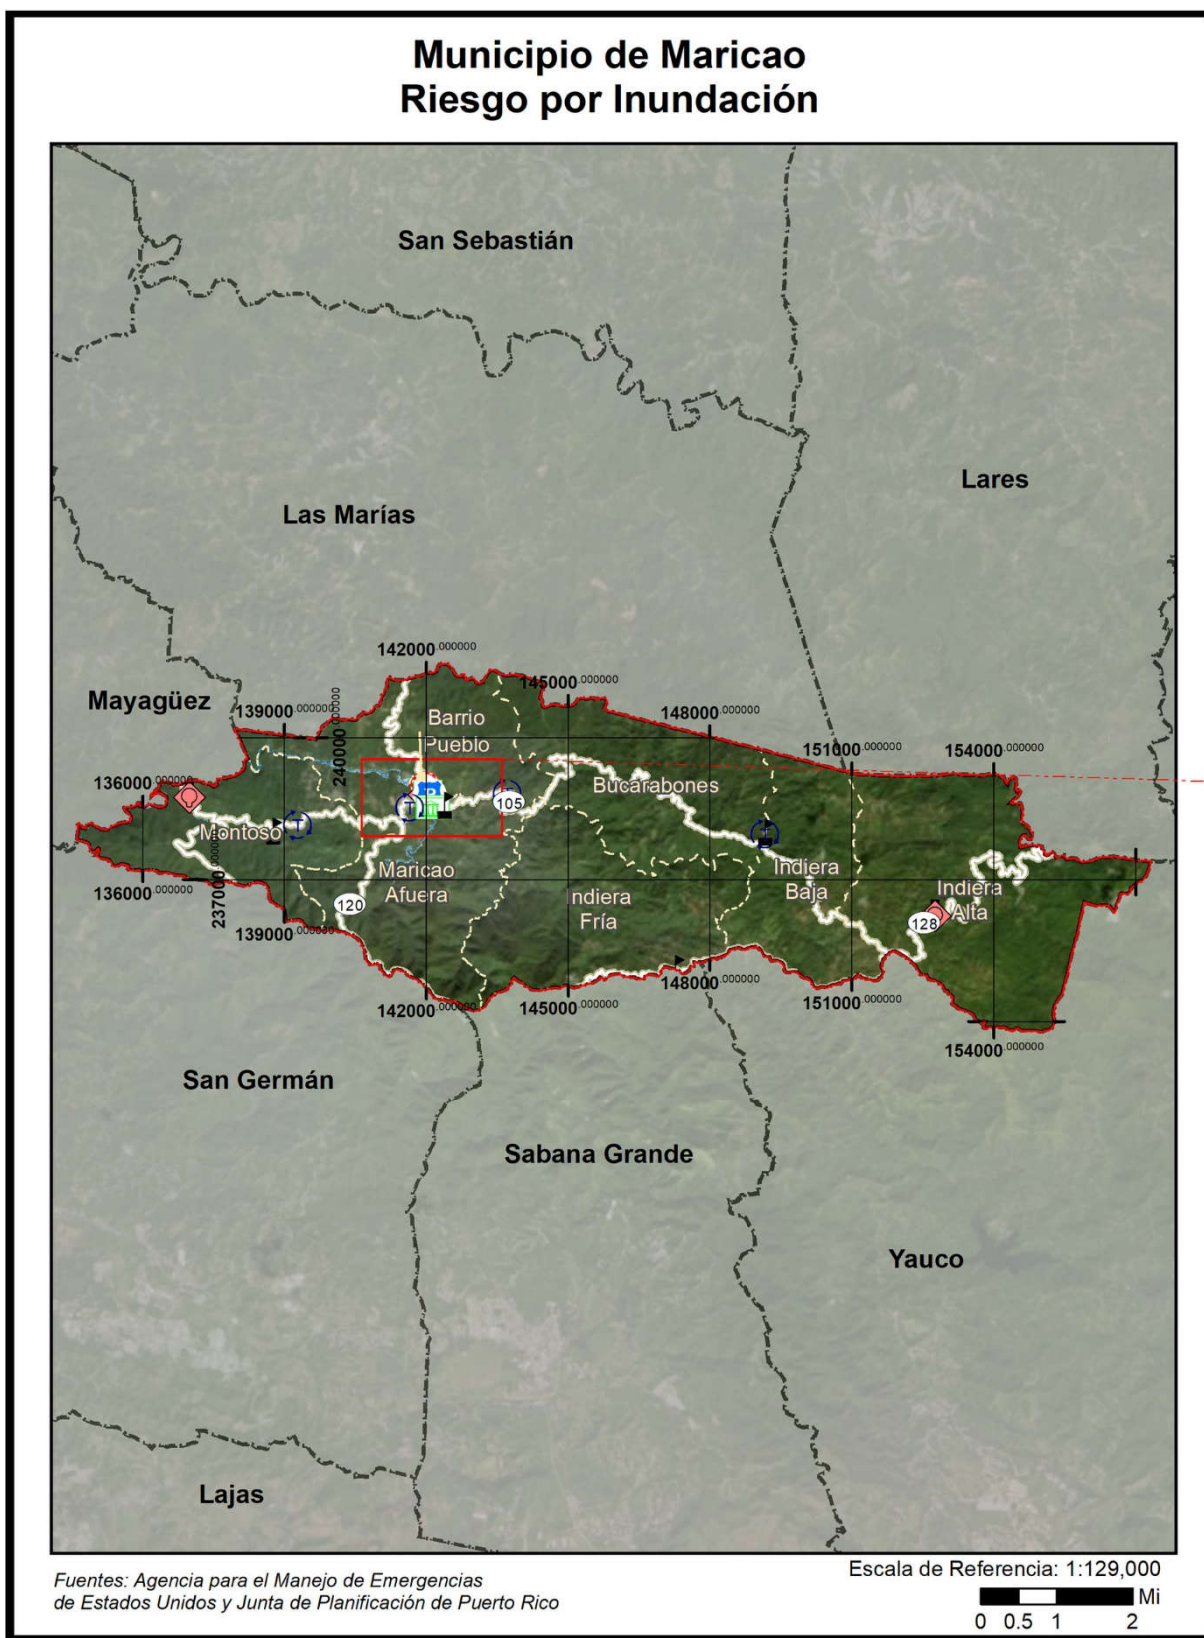 Municipio de Maricao
Riesgo por Inundación
San Sebastián
Lares
Las Marías
142000.000000
145000.000000
Mayagüez
139000.000000
240000.000000
Barrio
Pueblo
148000.000000
151000.000000
154000.000000
136000.000000
Bucarabones
105
T
T
T
Montoso
Maricao
Afuera
Indiera
Baja
136000.000000
237000.000000
120
Indiera
Fría
Indiera
Alta
128
139000.000000
142000.000000
145000.000000
148000.000000
151000.000000
154000.000000
San Germán
Sabana Grande
Yauco
Lajas
Fuentes: Agencia para el Manejo de Emergencias
de Estados Unidos y Junta de Planificación de Puerto Rico
Escala de Referencia: 1:129,000
Mi
0 0.5 1 2